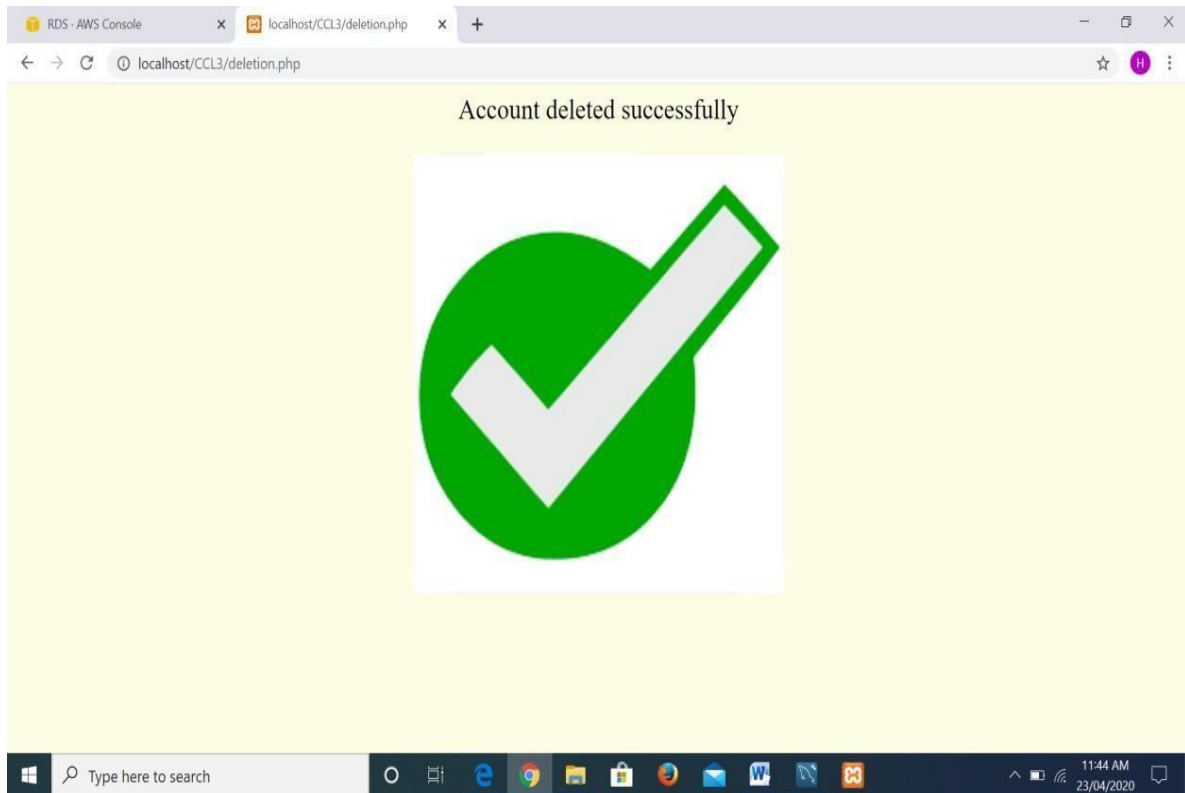 RDS · AWS Console
localhost/CCL3/deletion.php
localhost/CCL3/deletion.php
H
Account deleted successfully
Type here to search
W
11:44 AM
23/04/2020